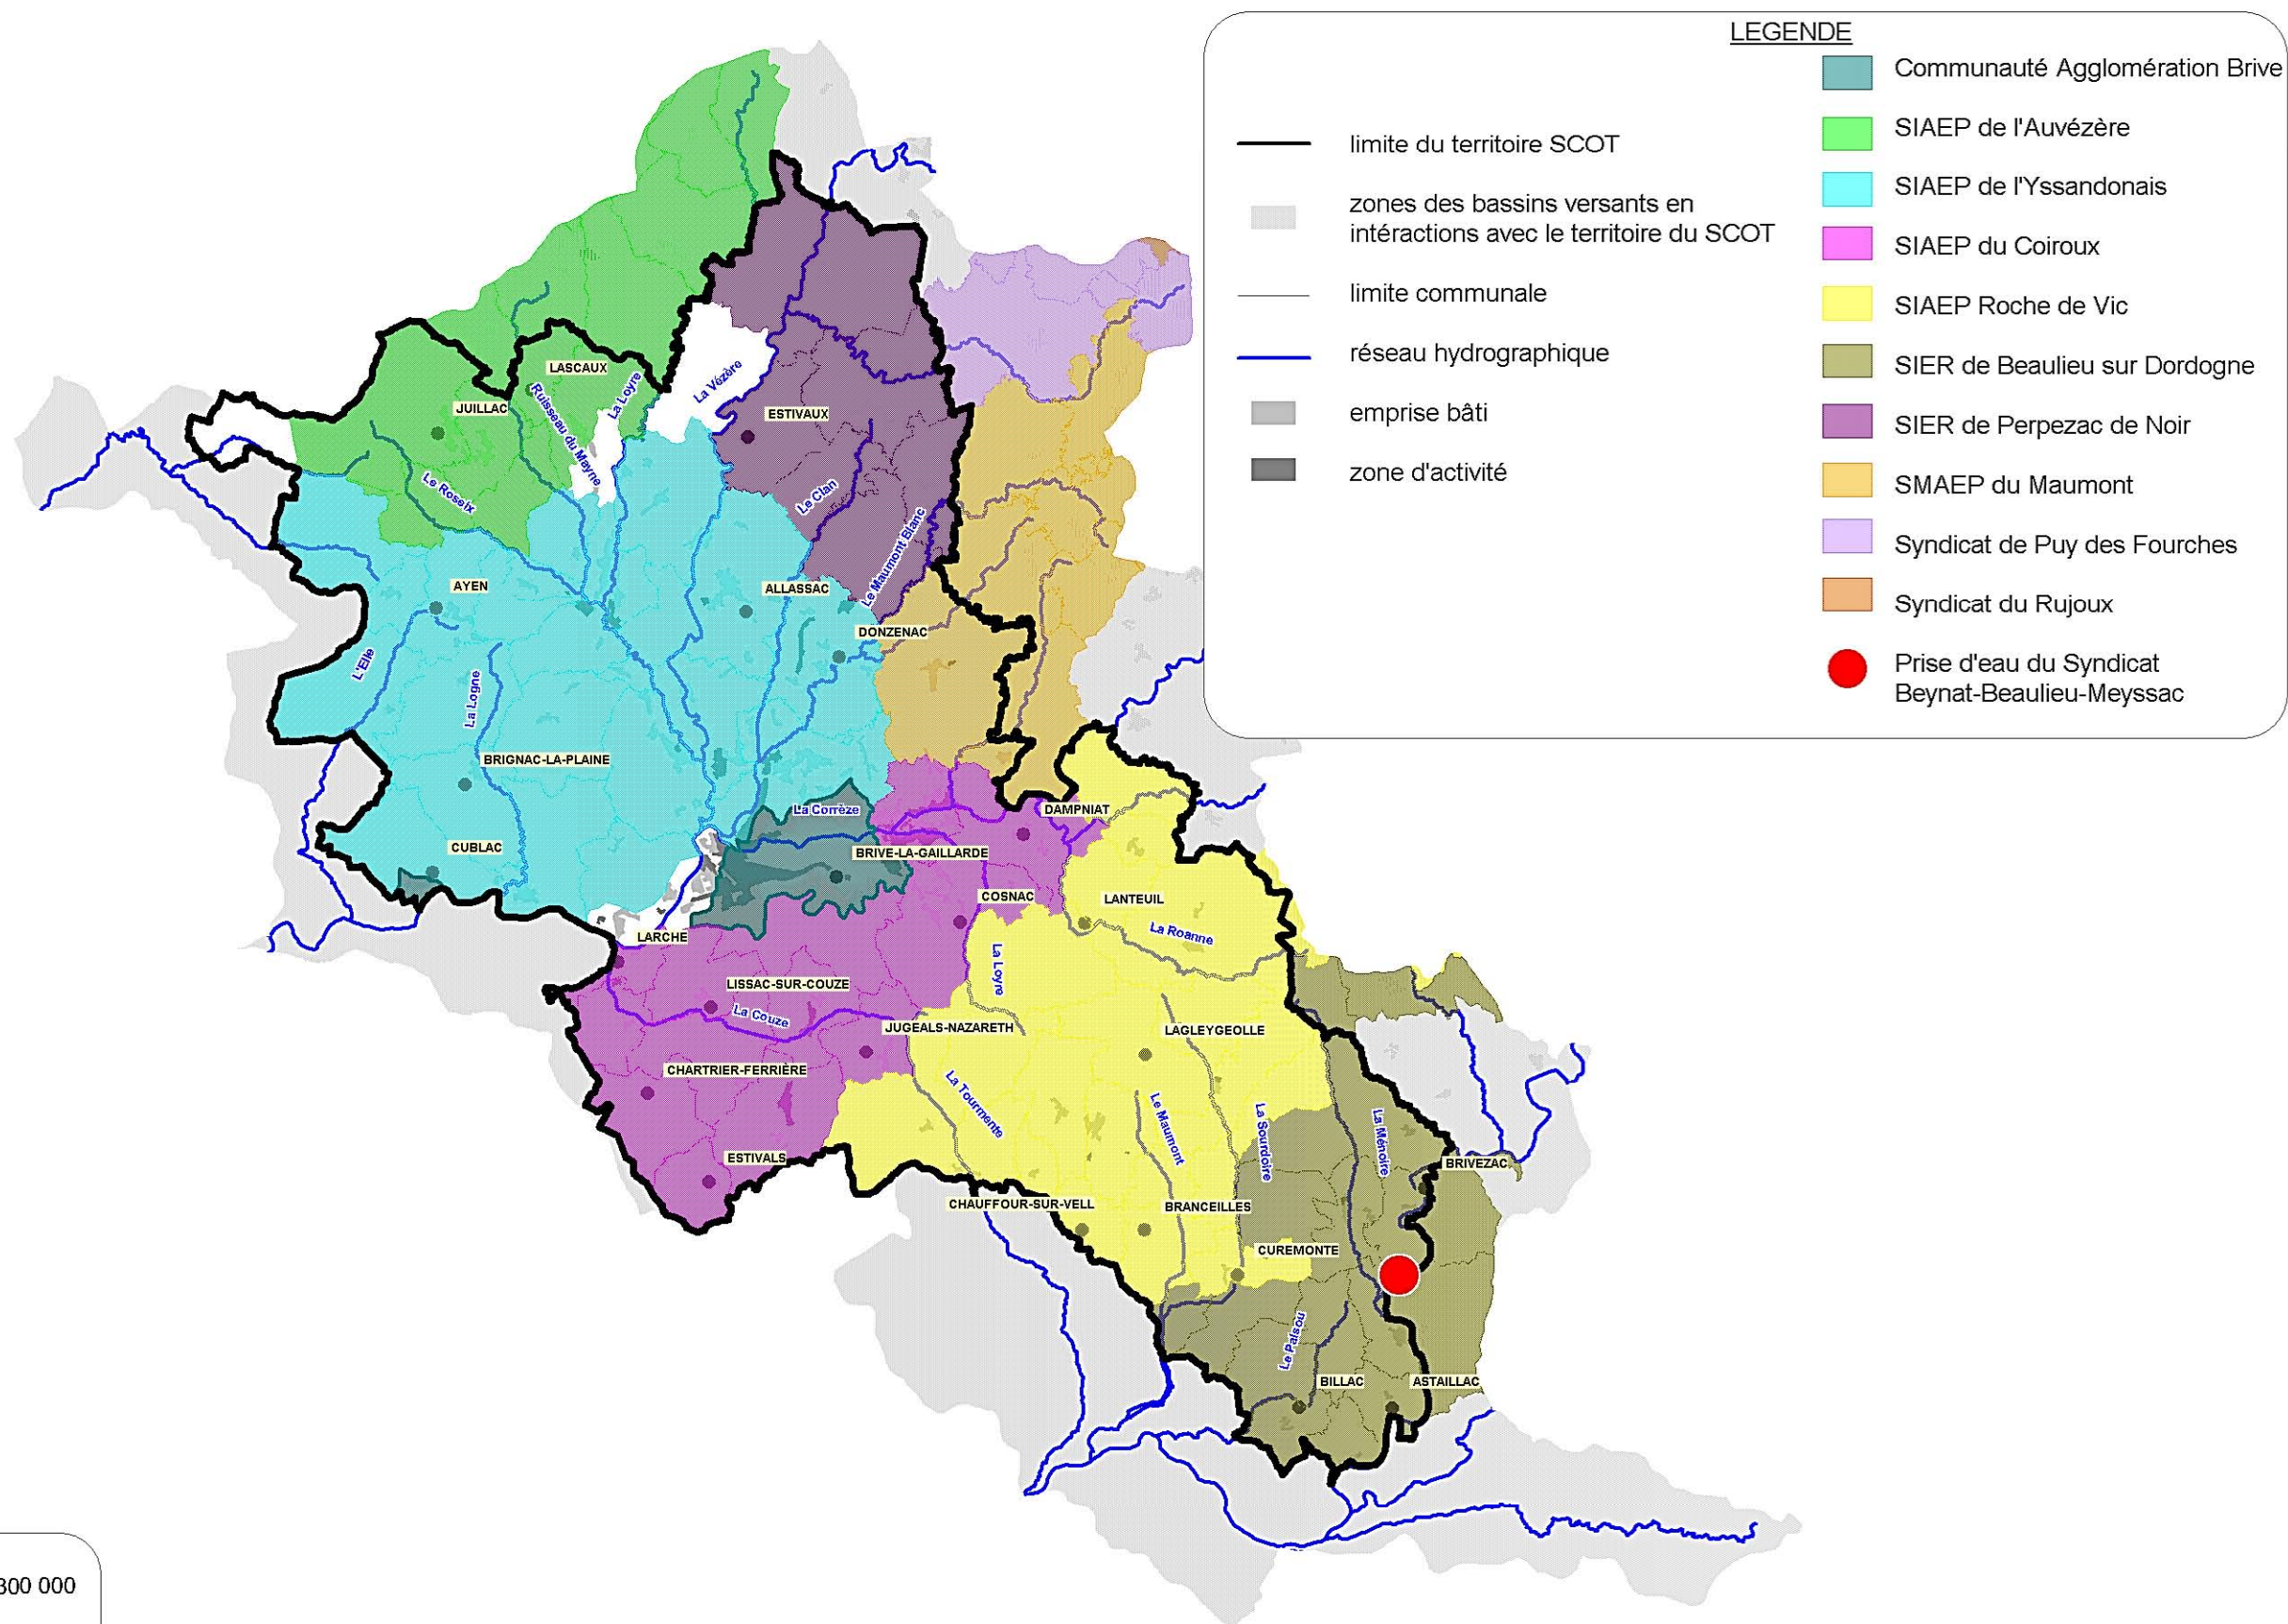 LEGENDE
limite du territoire SCOT
zones des bassins versants en
intéractions avec le territoire du SCOT
limite communale
réseau hydrographique
emprise bâti
zone d'activité
Communauté Agglomération Brive
SIAEP de l'Auvézère
SIAEP de l'Yssandonais
SIAEP du Coiroux
SIAEP Roche de Vic
SIER de Beaulieu sur Dordogne
SIER de Perpezac de Noir
SMAEP du Maumont
Syndicat de Puy des Fourches
Syndicat du Rujoux
Prise d'eau du Syndicat
Beynat-Beaulieu-Meyssac
LASCAUX
JUILLAC
Ruisseau du Mayne
La Loyre
La Vézère
ESTIVAUX
Le Roseix
Le Clan
Le Maumont Blanc
AYEN
ALLASSAC
DONZENAC
L'Elle
La Logne
BRIGNAC-LA-PLAINE
La Corrèze
DAMPNIAT
CUBLAC
BRIVE-LA-GAILLARDE
COSNAC
LANTEUIL
LARCHE
La Roanne
La Loyre
LISSAC-SUR-COUZE
La Couze
JUGEALS-NAZARETH
LAGLEYGEOLLE
CHARTRIER-FERRIÈRE
La Tourmente
Le Maumont
La Sourdoire
La Ménoire
ESTIVALS
BRIVEZAC
CHAUFFOUR-SUR-VELL
BRANCEILLES
CUREMONTE
Le Palsou
BILLAC
ASTAILLAC
300 000